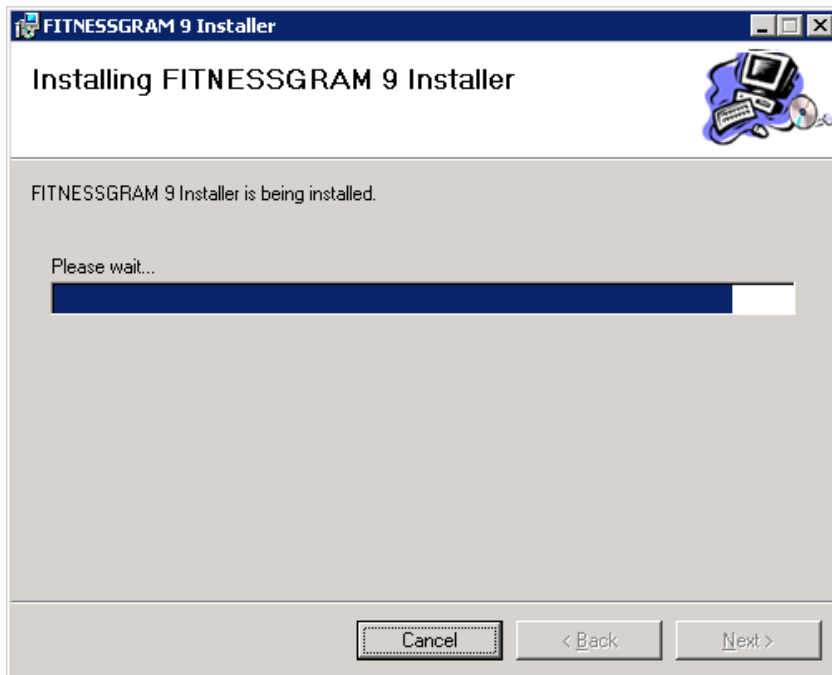 FITNESSGRAM 9 Installer
Installing FITNESSGRAM 9 Installer
FITNESSGRAM 9 Installer is being installed.
Please wait...
Cancel
< Back
Next >